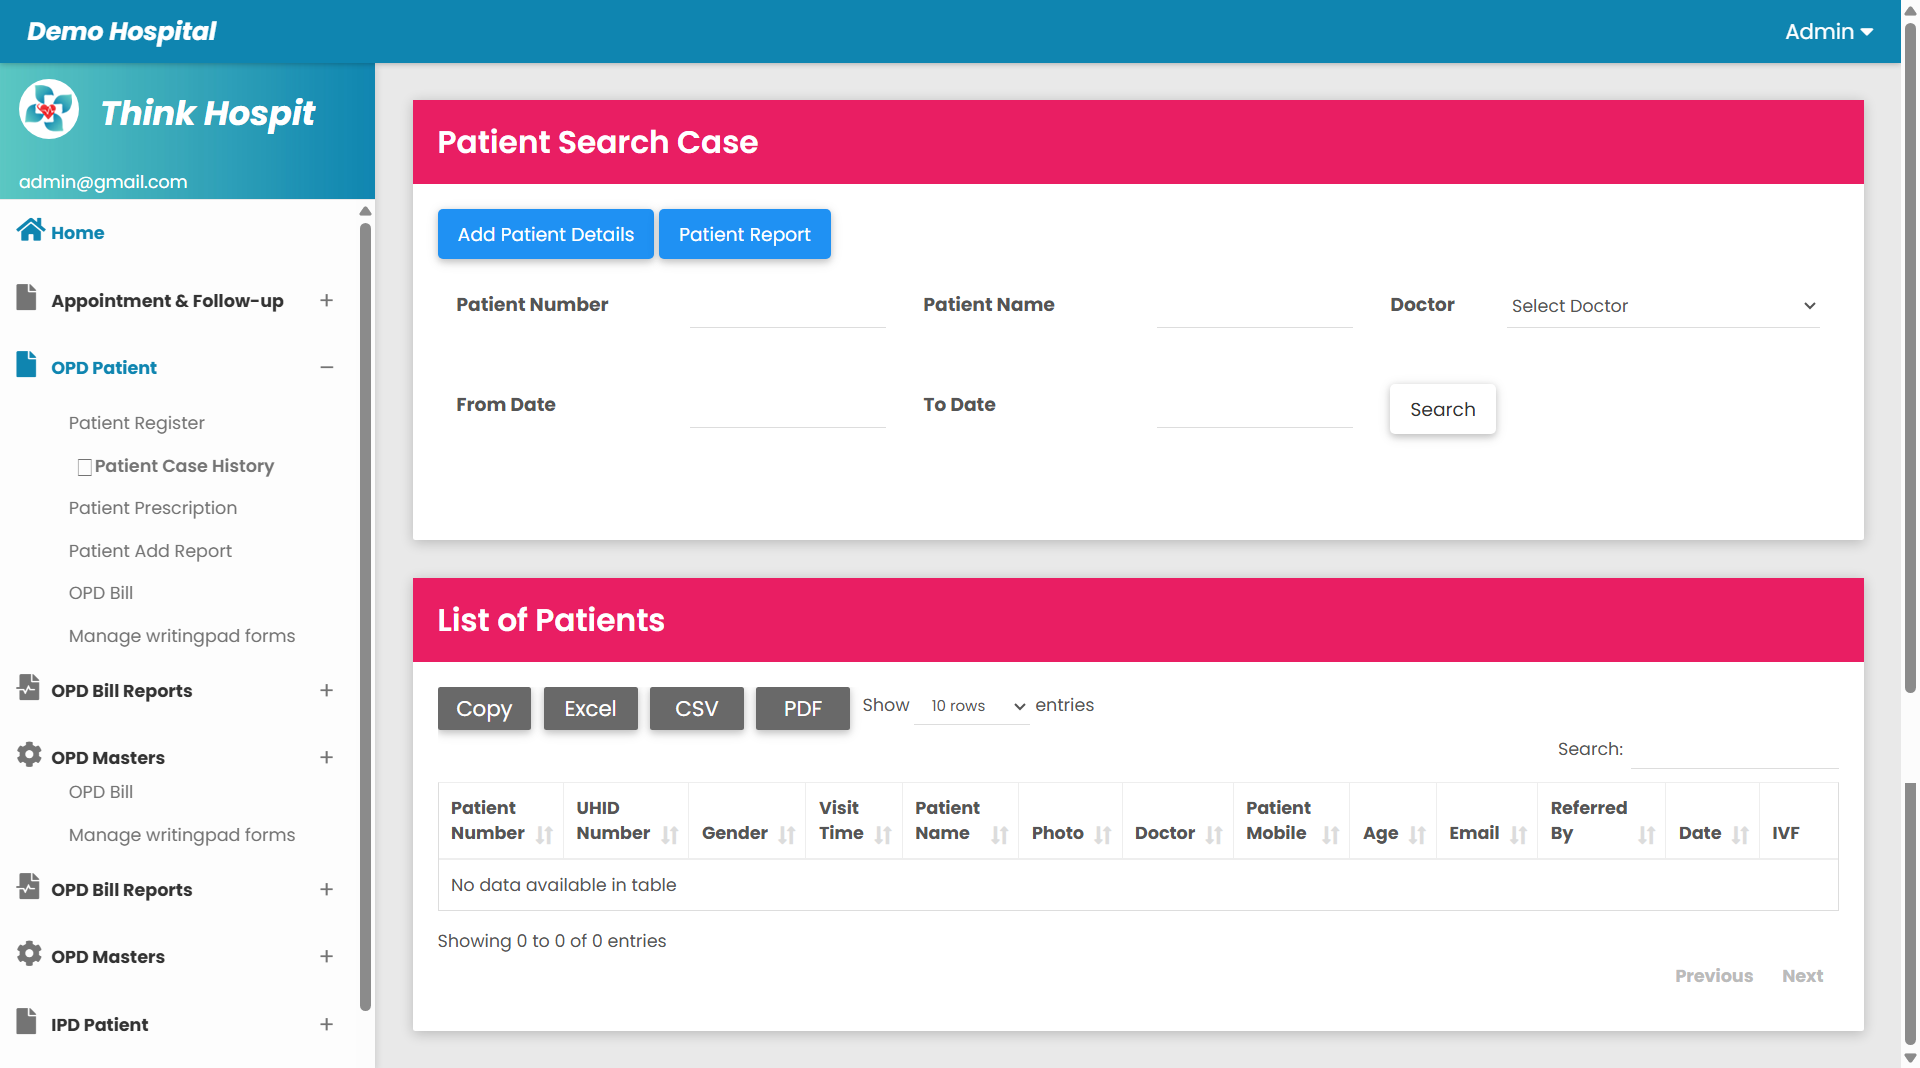 Demo Hospital
Admin
Think Hospit
admin@gmail.com
Home
Appointment & Follow-up
OPD Patient
Patient Register
Patient Case History
Patient Prescription
Patient Add Report
OPD Bill
Manage writingpad forms
OPD Bill Reports
OPD Masters
OPD Bill
Manage writingpad forms
OPD Bill Reports
OPD Masters
IPD Patient
Patient Search Case
Add Patient Details
Patient Report
Patient Number
Patient Name
Doctor
Select Doctor
From Date
To Date
Search
List of Patients
Copy
Excel
CSV
PDF
Show 10 rows entries
Search:
Patient Number
UHID Number
Gender
Visit Time
Patient Name
Photo
Doctor
Patient Mobile
Age
Email
Referred By
Date
IVF
No data available in table
Showing 0 to 0 of 0 entries
Previous
Next